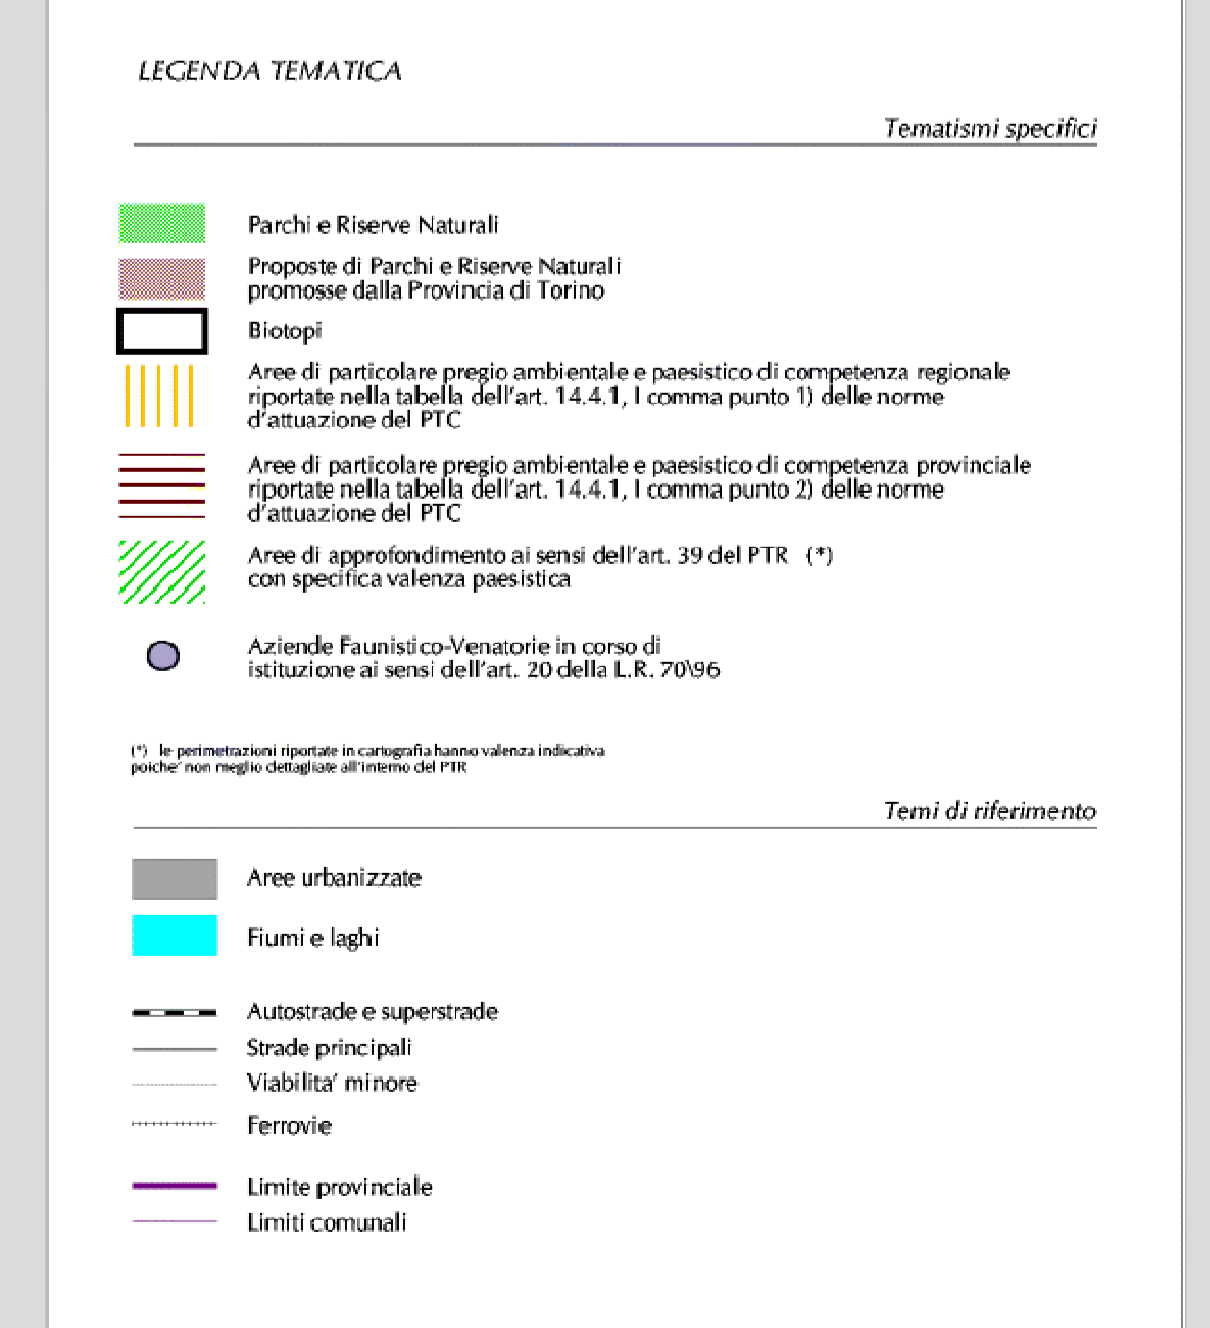 LEGENDA TEMATICA
Tematismi specifici
Parchi e Riserve Naturali
Proposte di Parchi e Riserve Naturali
promosse dalla Provincia di Torino
Biotopi
Aree di particolare pregio ambientale e paesistico di competenza regionale
riportate nella tabella dell'art. 14.4.1, I comma punto 1) delle norme
d'attuazione del PTC
Aree di particolare pregio ambientale e paesistico di competenza provinciale
riportate nella tabella dell'art. 14.4.1, I comma punto 2) delle norme
d'attuazione del PTC
Aree di approfondimento ai sensi dell'art. 39 del PTR (*)
con specifica valenza paesistica
Aziende Faunistico-Venatorie in corso di
istituzione ai sensi dell'art. 20 della L.R. 70\96
(*) le perimetrazioni riportate in cartografia hanno valenza indicativa
poiche' non meglio dettagliate all'interno del PTR
Temi di riferimento
Aree urbanizzate
Fiumi e laghi
Autostrade e superstrade
Strade principali
Viabilita' minore
Ferrovie
Limite provinciale
Limiti comunali